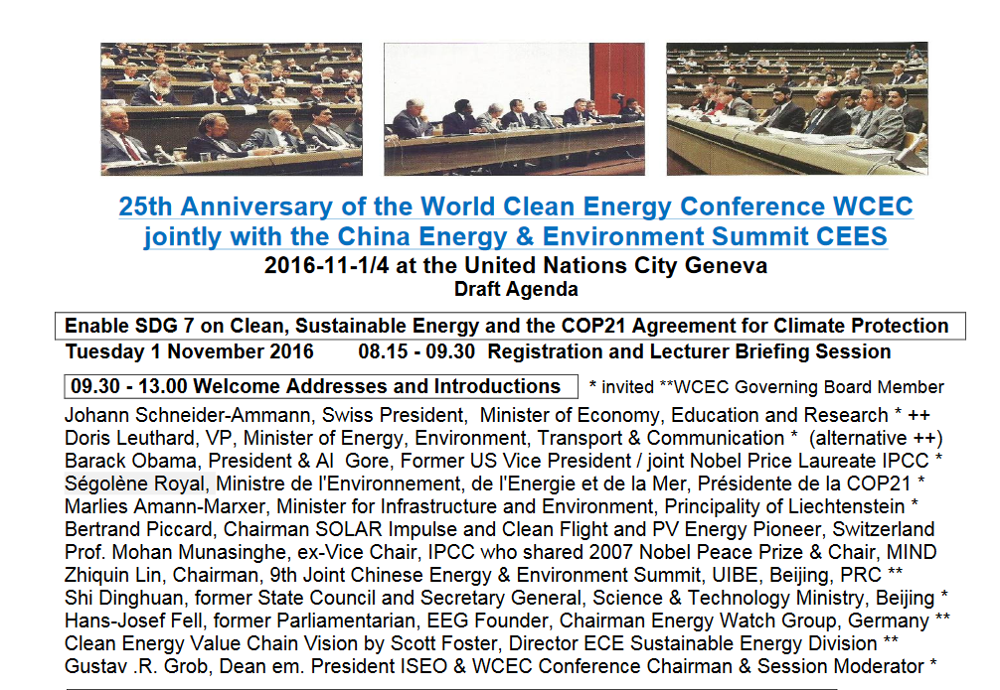 25th Anniversary of the World Clean Energy Conference WCEC
jointly with the China Energy & Environment Summit CEES
2016-11-1/4 at the United Nations City Geneva
Draft Agenda
Enable SDG 7 on Clean, Sustainable Energy and the COP21 Agreement for Climate Protection
Tuesday 1 November 2016 08.15 - 09.30 Registration and Lecturer Briefing Session
09.30 - 13.00 Welcome Addresses and Introductions * invited **WCEC Governing Board Member
Johann Schneider-Ammann, Swiss President, Minister of Economy, Education and Research * ++
Doris Leuthard, VP, Minister of Energy, Environment, Transport & Communication * (alternative ++)
Barack Obama, President & Al Gore, Former US Vice President / joint Nobel Price Laureate IPCC *
Ségolène Royal, Ministre de l'Environnement, de l'Energie et de la Mer, Présidente de la COP21 *
Marlies Amann-Marxer, Minister for Infrastructure and Environment, Principality of Liechtenstein *
Bertrand Piccard, Chairman SOLAR Impulse and Clean Flight and PV Energy Pioneer, Switzerland
Prof. Mohan Munasinghe, ex-Vice Chair, IPCC who shared 2007 Nobel Peace Prize & Chair, MIND
Zhiquin Lin, Chairman, 9th Joint Chinese Energy & Environment Summit, UIBE, Beijing, PRC **
Shi Dinghuan, former State Council and Secretary General, Science & Technology Ministry, Beijing *
Hans-Josef Fell, former Parliamentarian, EEG Founder, Chairman Energy Watch Group, Germany **
Clean Energy Value Chain Vision by Scott Foster, Director ECE Sustainable Energy Division **
Gustav .R. Grob, Dean em. President ISEO & WCEC Conference Chairman & Session Moderator *